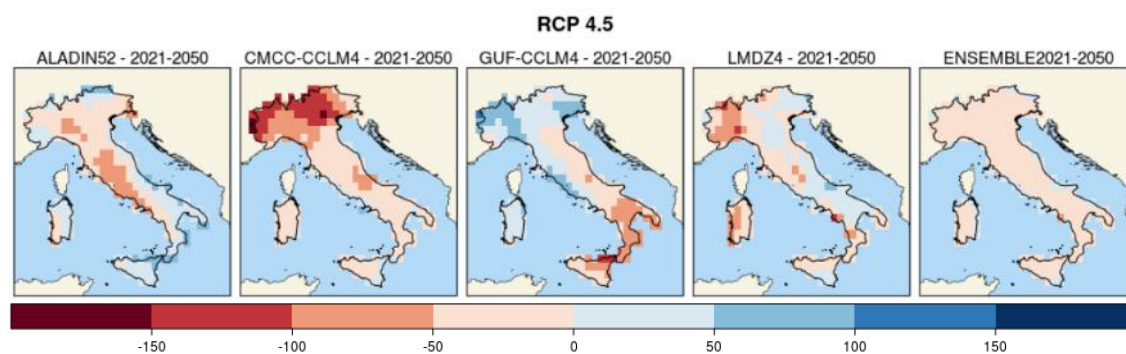 RCP 4.5
ALADIN52 - 2021-2050
CMCC-CCLM4 - 2021-2050
GUF-CCLM4 - 2021-2050
LMDZ4 - 2021-2050
ENSEMBLE2021-2050
-150 -100 -50 0 50 100 150